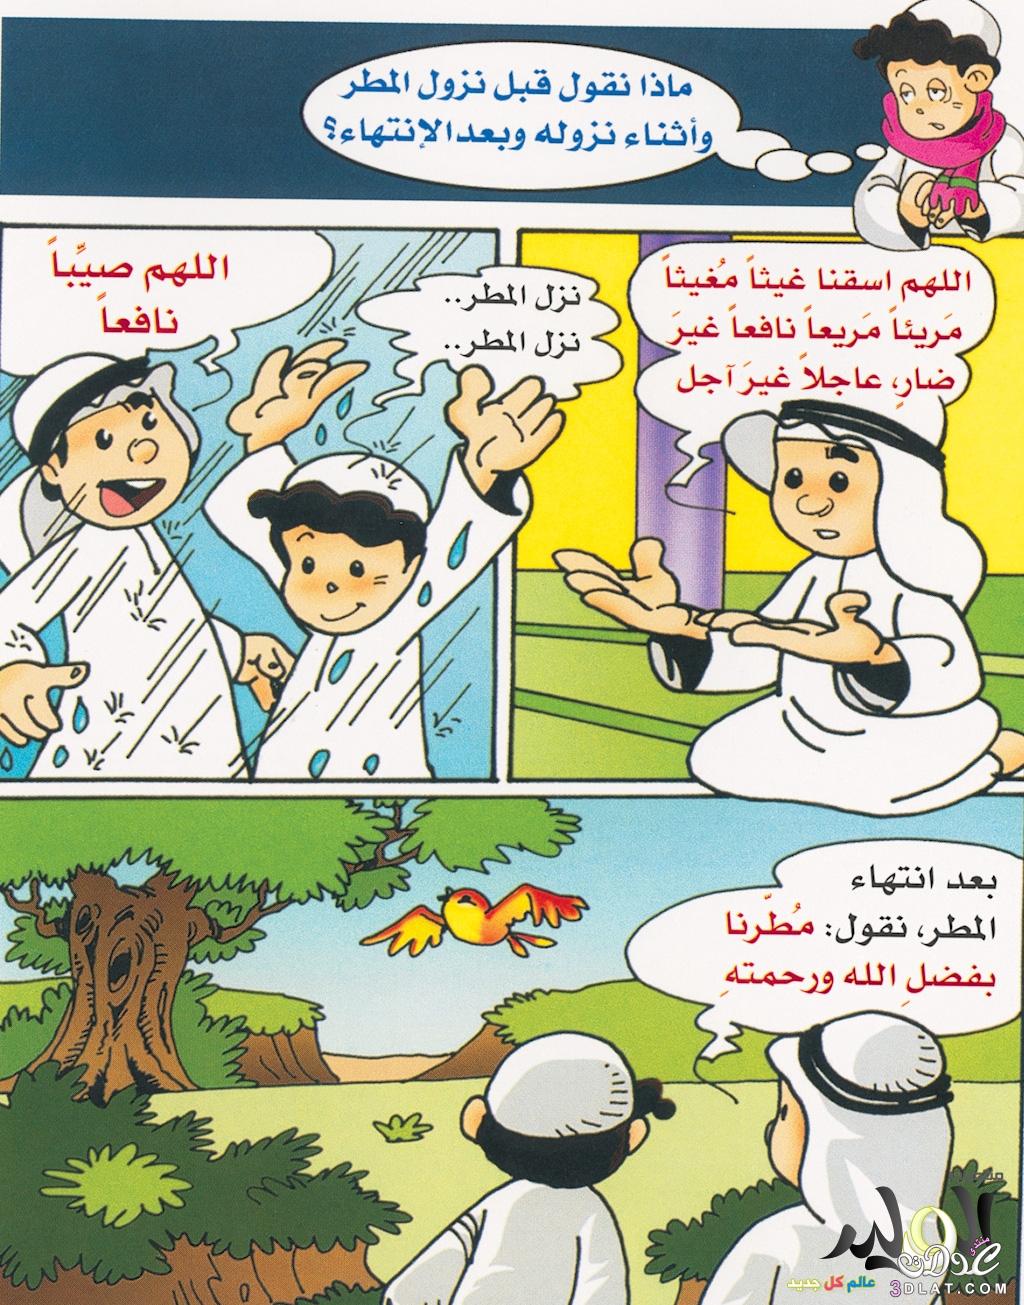 ماذا نقول قبل نزول المطر
وأثناء نزوله وبعد الإنتهاء؟
اللهم اسقنا غيثاً مُغيثاً
مَريئاً مَريعاً نافعاً غيرَ
ضارٍ، عاجلاً غيرَ آجل
نزل المطر..
نزل المطر..
اللهم صيِّباً
نافعاً
بعد انتهاء
المطر، نقول: مُطّرنا
بفضلِ الله ورحمتهِ
منتدى
عدلات
عالم كل جديد
3DLAT.COM